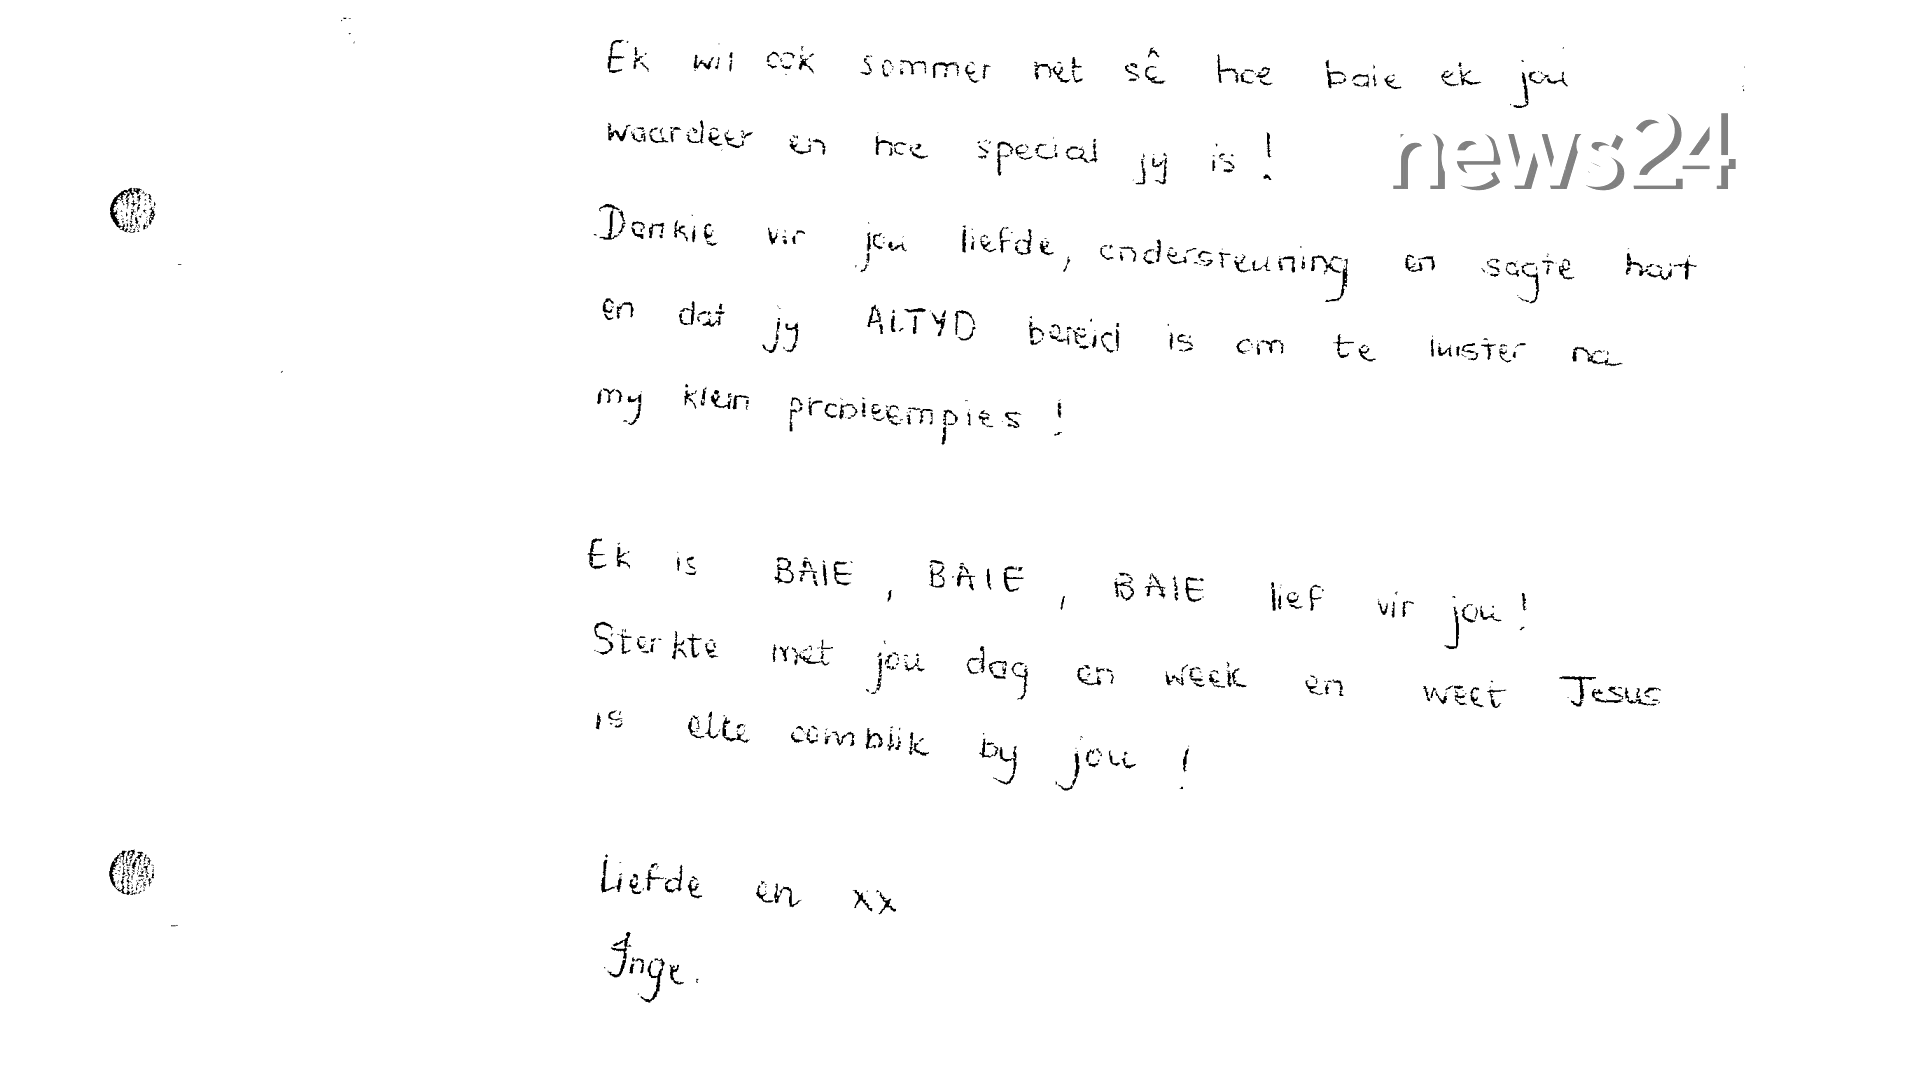 Ek wil ook sommer net sê hoe baie ek jou
waardeer en hoe special jy is!
news24
Dankie vir jou liefde, ondersteuning en sagte hart
en dat jy ALTYD bereid is om te luister na
my klein probleempies!
Ek is BAIE, BAIE, BAIE lief vir jou!
Sterkte met jou dag en week en weet Jesus
is elke oomblik by jou!
Liefde en xx
Inge.